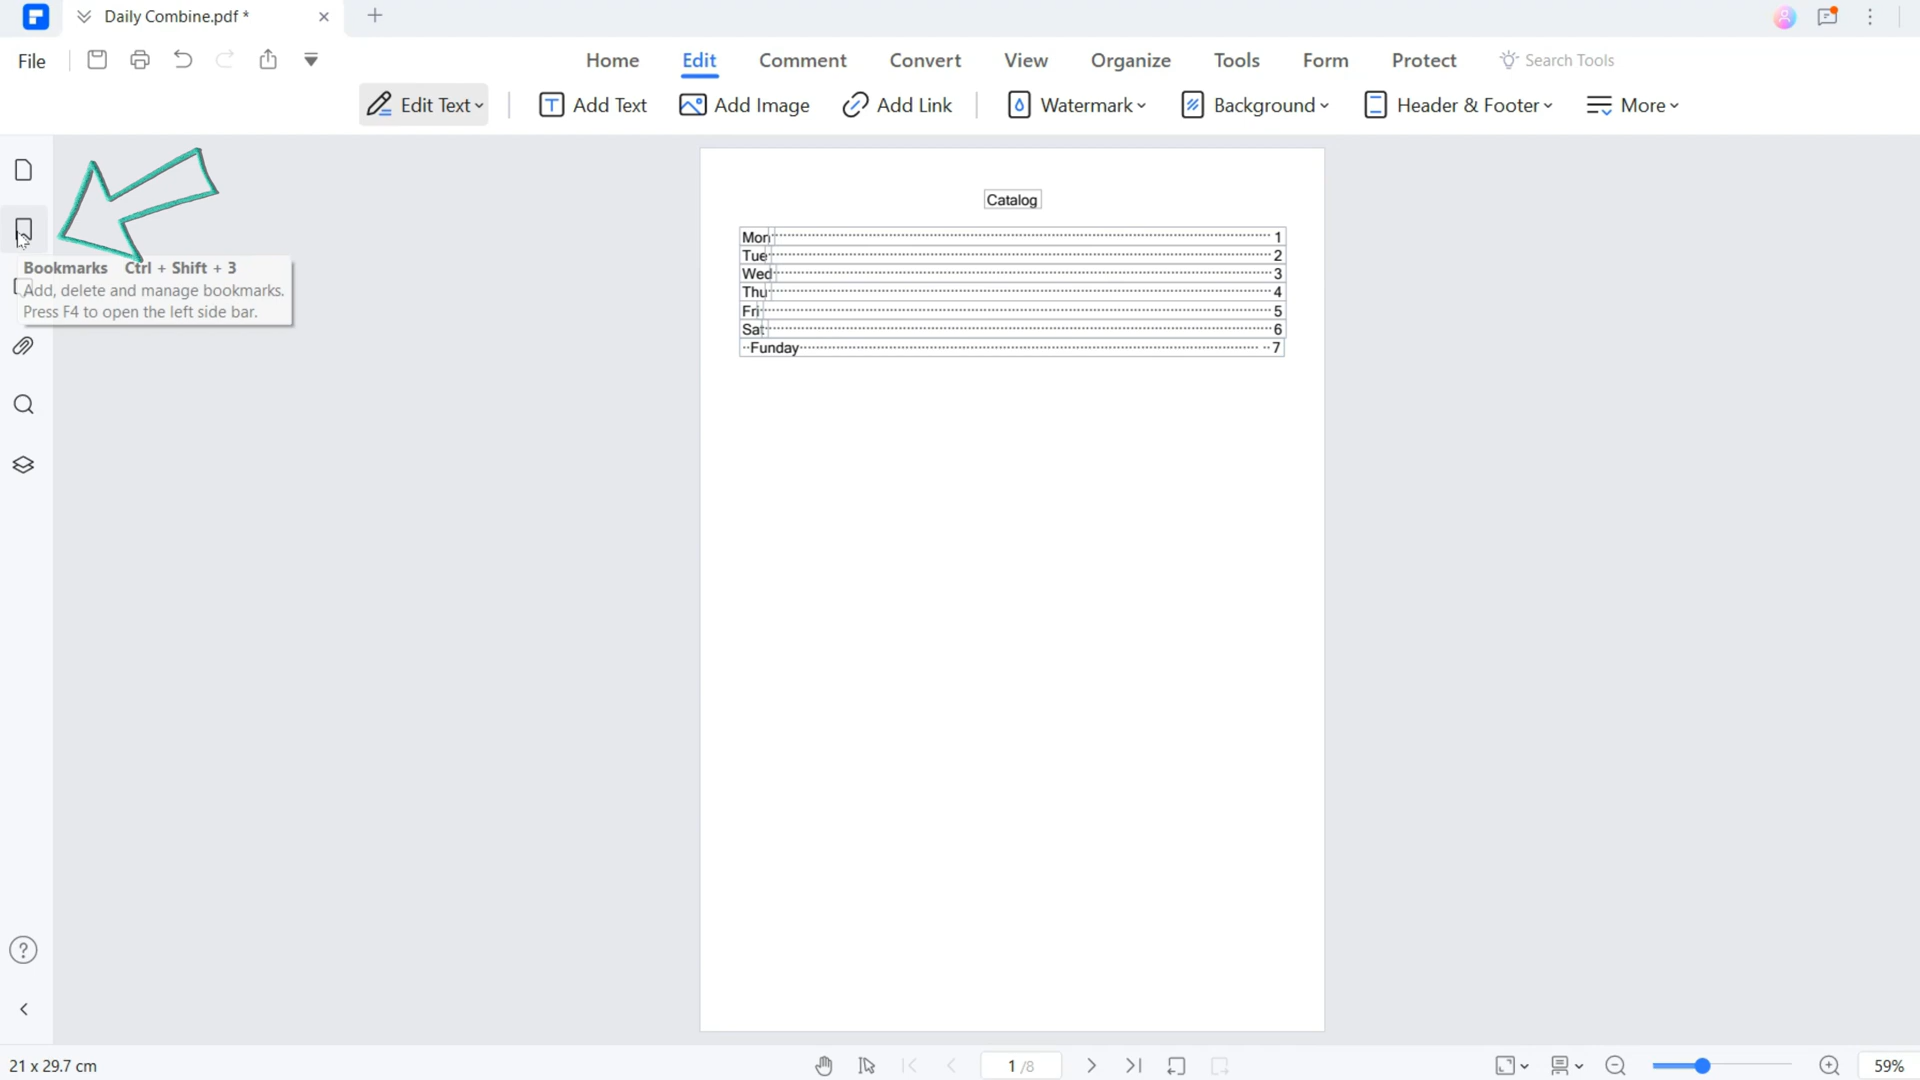 Daily Combine.pdf *
File
Home Edit Comment Convert View Organize Tools Form Protect Search Tools
Edit Text Add Text Add Image Add Link Watermark Background Header & Footer More
Bookmarks Ctrl + Shift + 3
Add, delete and manage bookmarks.
Press F4 to open the left side bar.
Catalog
Mon 1
Tue 2
Wed 3
Thu 4
Fri 5
Sat 6
Funday 7
21 x 29.7 cm
1 /8
59%